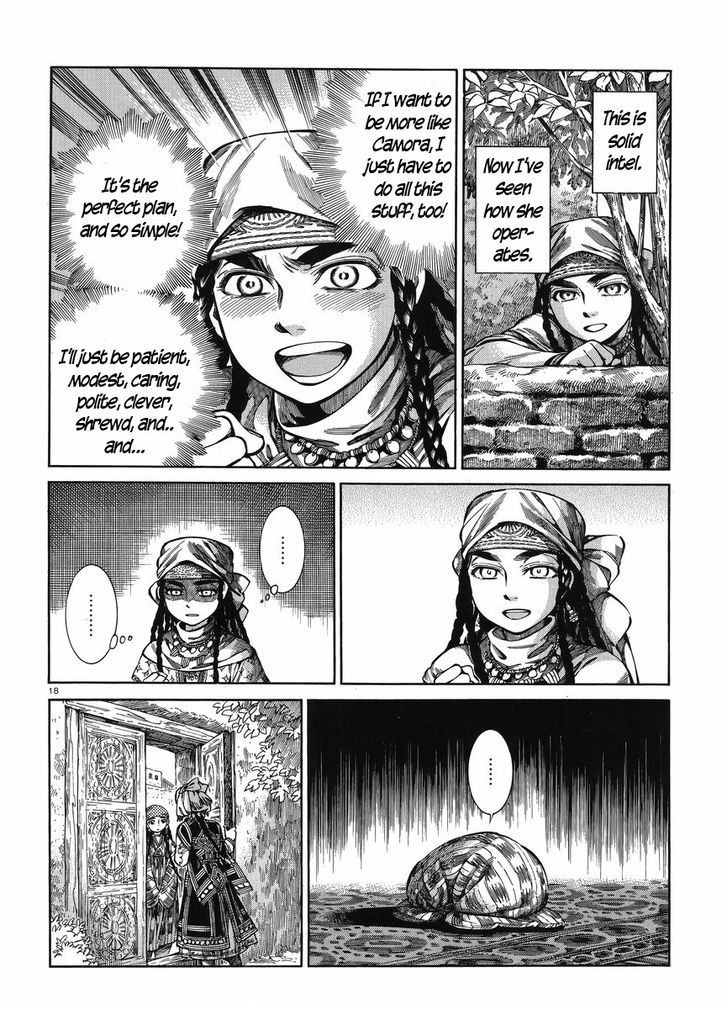 This is
solid
intel.
Now I've
seen
how she
oper-
ates.
If I want to
be more like
Camora, I
just have to
do all this
stuff, too!
It's the
perfect plan,
and so simple!
I'll just be patient,
modest, caring,
polite, clever,
shrewd, and..
and...
......
......
18
......